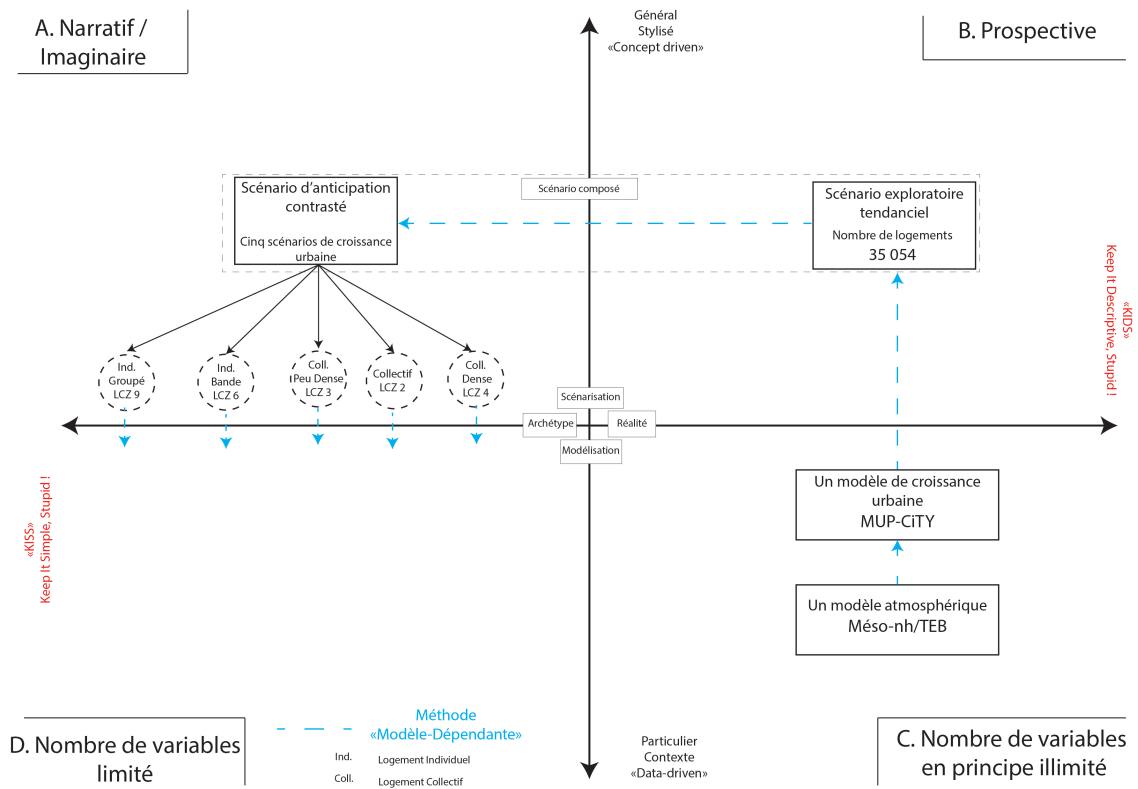 A. Narratif /
Imaginaire
Général
Stylisé
«Concept driven»
B. Prospective
Scénario d’anticipation
contrasté
Cinq scénarios de croissance
urbaine
Scénario composé
Scénario exploratoire
tendanciel
Nombre de logements
35 054
«KIDS»
Keep It Descriptive, Stupid !
Ind.
Groupé
LCZ 9
Ind.
Bande
LCZ 6
Coll.
Peu Dense
LCZ 3
Collectif
LCZ 2
Coll.
Dense
LCZ 4
Scénarisation
Archétype
Réalité
Modélisation
«KISS»
Keep It Simple, Stupid !
Un modèle de croissance
urbaine
MUP-CiTY
Un modèle atmosphérique
Méso-nh/TEB
D. Nombre de variables
limité
Méthode
«Modèle-Dépendante»
Ind. Logement Individuel
Coll. Logement Collectif
Particulier
Contexte
«Data-driven»
C. Nombre de variables
en principe illimité